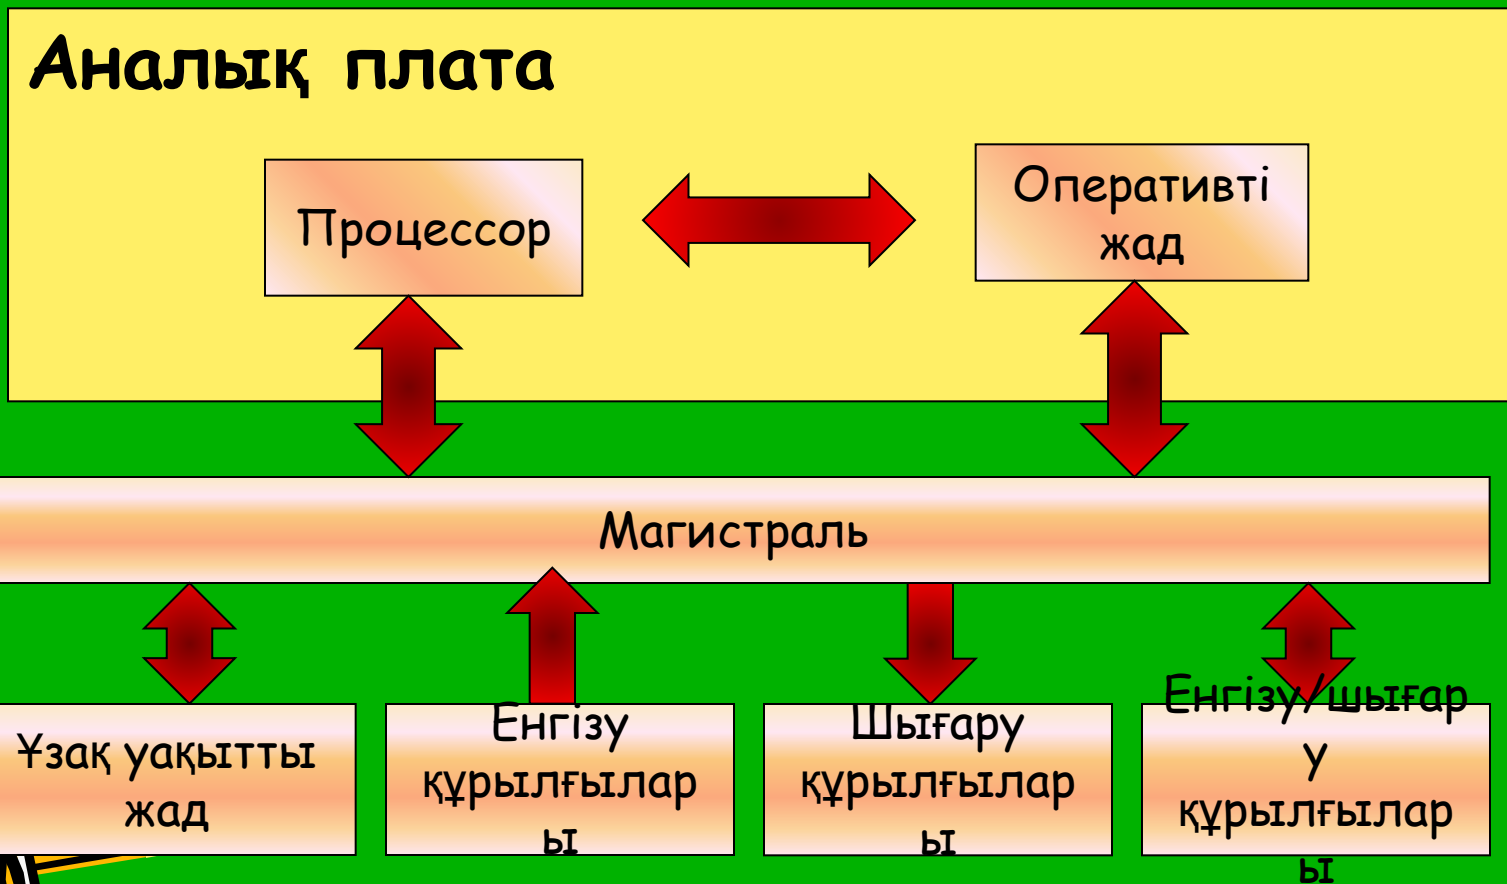 Аналық плата
Процессор
Оперативті
жад
Магистраль
Ұзақ уақытты
жад
Енгізу
құрылғылар
ы
Шығару
құрылғылар
ы
Енгізу/шығар
у
құрылғылар
ы